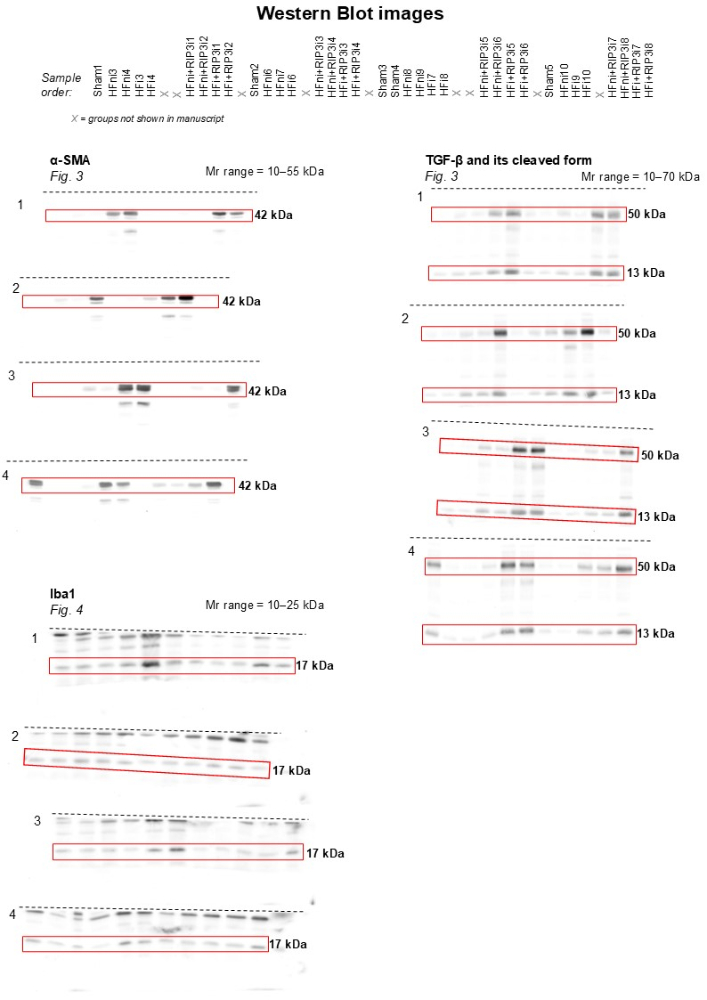 Western Blot images
Sample order:
Sham1
HFni3
HFni4
HFi3
HFi4
X
X
HFni+RIP3i1
HFni+RIP3i2
HFi+RIP3i1
HFi+RIP3i2
X
Sham2
HFni6
HFni7
HFi6
X
HFni+RIP3i3
HFni+RIP3i4
HFi+RIP3i3
HFi+RIP3i4
X
Sham3
Sham4
HFni8
HFni9
HFi7
HFi8
X
X
HFni+RIP3i5
HFni+RIP3i6
HFi+RIP3i5
HFi+RIP3i6
X
Sham5
HFni10
HFi9
HFi10
X
HFni+RIP3i7
HFni+RIP3i8
HFi+RIP3i7
HFi+RIP3i8
X = groups not shown in manuscript
α-SMA
Fig. 3
Mr range = 10–55 kDa
1
42 kDa
2
42 kDa
3
42 kDa
4
42 kDa
TGF-β and its cleaved form
Fig. 3
Mr range = 10–70 kDa
1
50 kDa
13 kDa
2
50 kDa
13 kDa
3
50 kDa
13 kDa
4
50 kDa
13 kDa
Iba1
Fig. 4
Mr range = 10–25 kDa
1
17 kDa
2
17 kDa
3
17 kDa
4
17 kDa